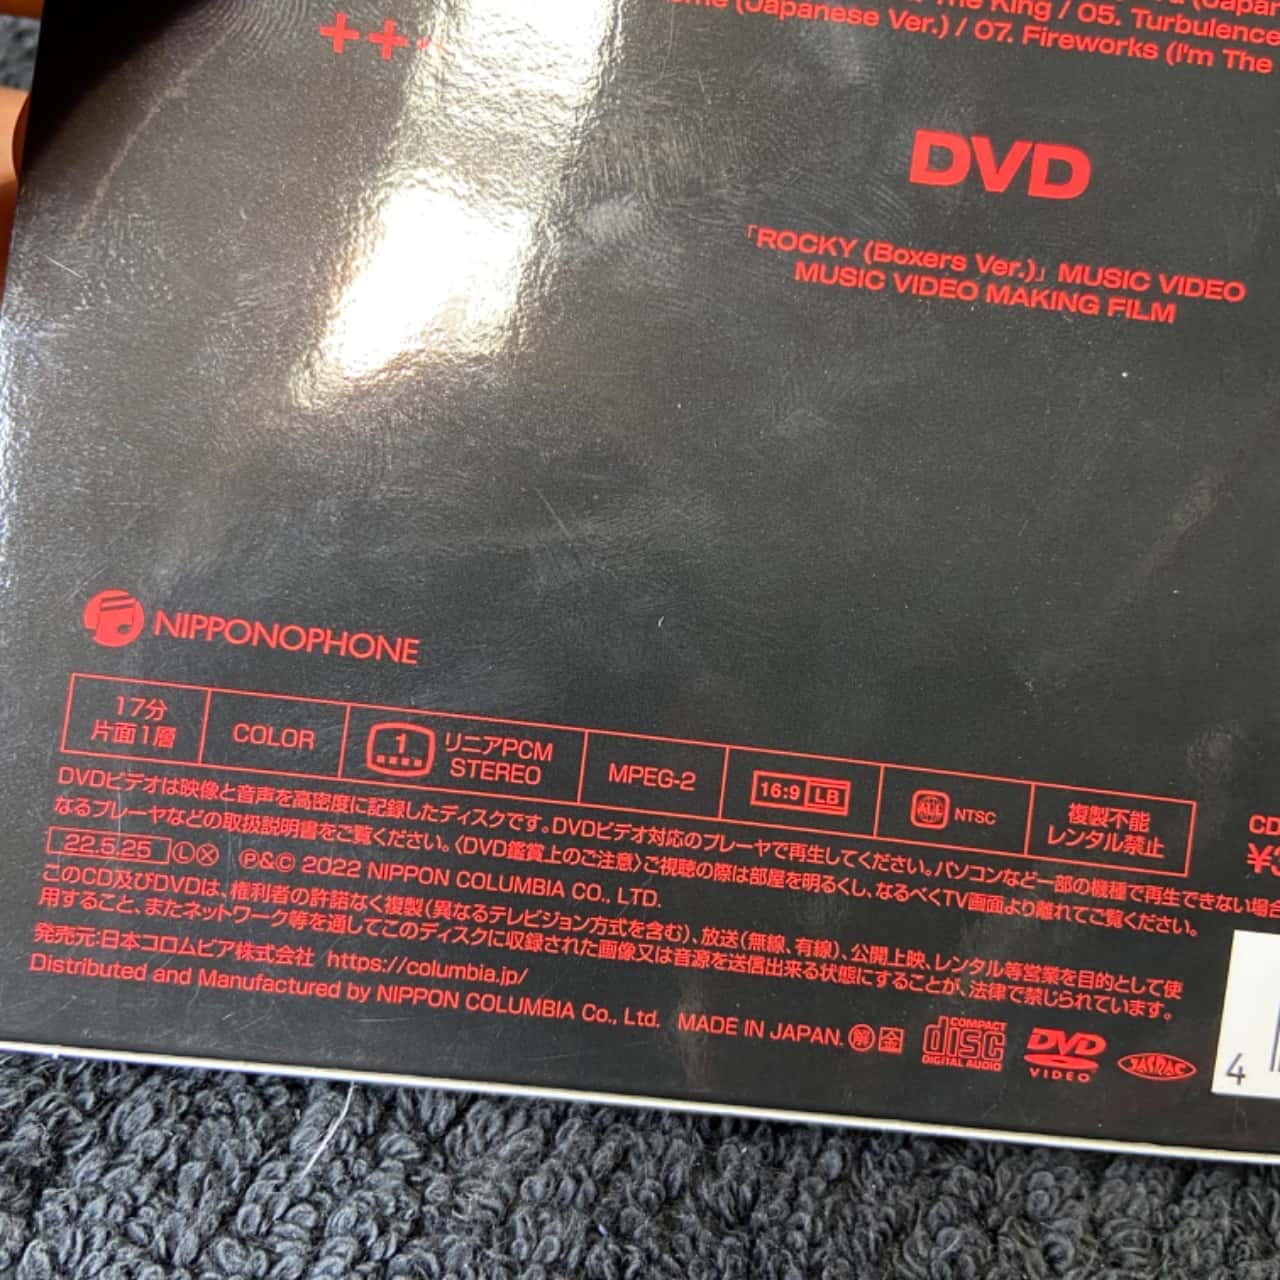 The King / 05. Turbulence
(Japanese Ver.) / 07. Fireworks (I'm The
DVD
「ROCKY (Boxers Ver.)」 MUSIC VIDEO
MUSIC VIDEO MAKING FILM
NIPPONOPHONE
17分
片面1層
COLOR
1
リニアPCM
STEREO
MPEG-2
16:9 LB
NTSC
複製不能
レンタル禁止
CD
DVDビデオは映像と音声を高密度に記録したディスクです。DVDビデオ対応のプレーヤで再生してください。パソコンなど一部の機種で再生できない場合
なるプレーヤなどの取扱説明書をご覧ください。〈DVD鑑賞上のご注意〉ご視聴の際は部屋を明るくし、なるべくTV画面より離れてご覧ください。
22.5.25 Ⓛ Ⓧ Ⓟ&© 2022 NIPPON COLUMBIA CO., LTD.
このCD及びDVDは、権利者の許諾なく複製(異なるテレビジョン方式を含む)、放送(無線、有線)、公開上映、レンタル等営業を目的として使
用すること、またネットワーク等を通してこのディスクに収録された画像又は音源を送信出来る状態にすることが、法律で禁じられています。
発売元:日本コロムビア株式会社 https://columbia.jp/
Distributed and Manufactured by NIPPON COLUMBIA Co., Ltd. MADE IN JAPAN.
COMPACT
disc
DIGITAL AUDIO
DVD
VIDEO
JASRAC
4